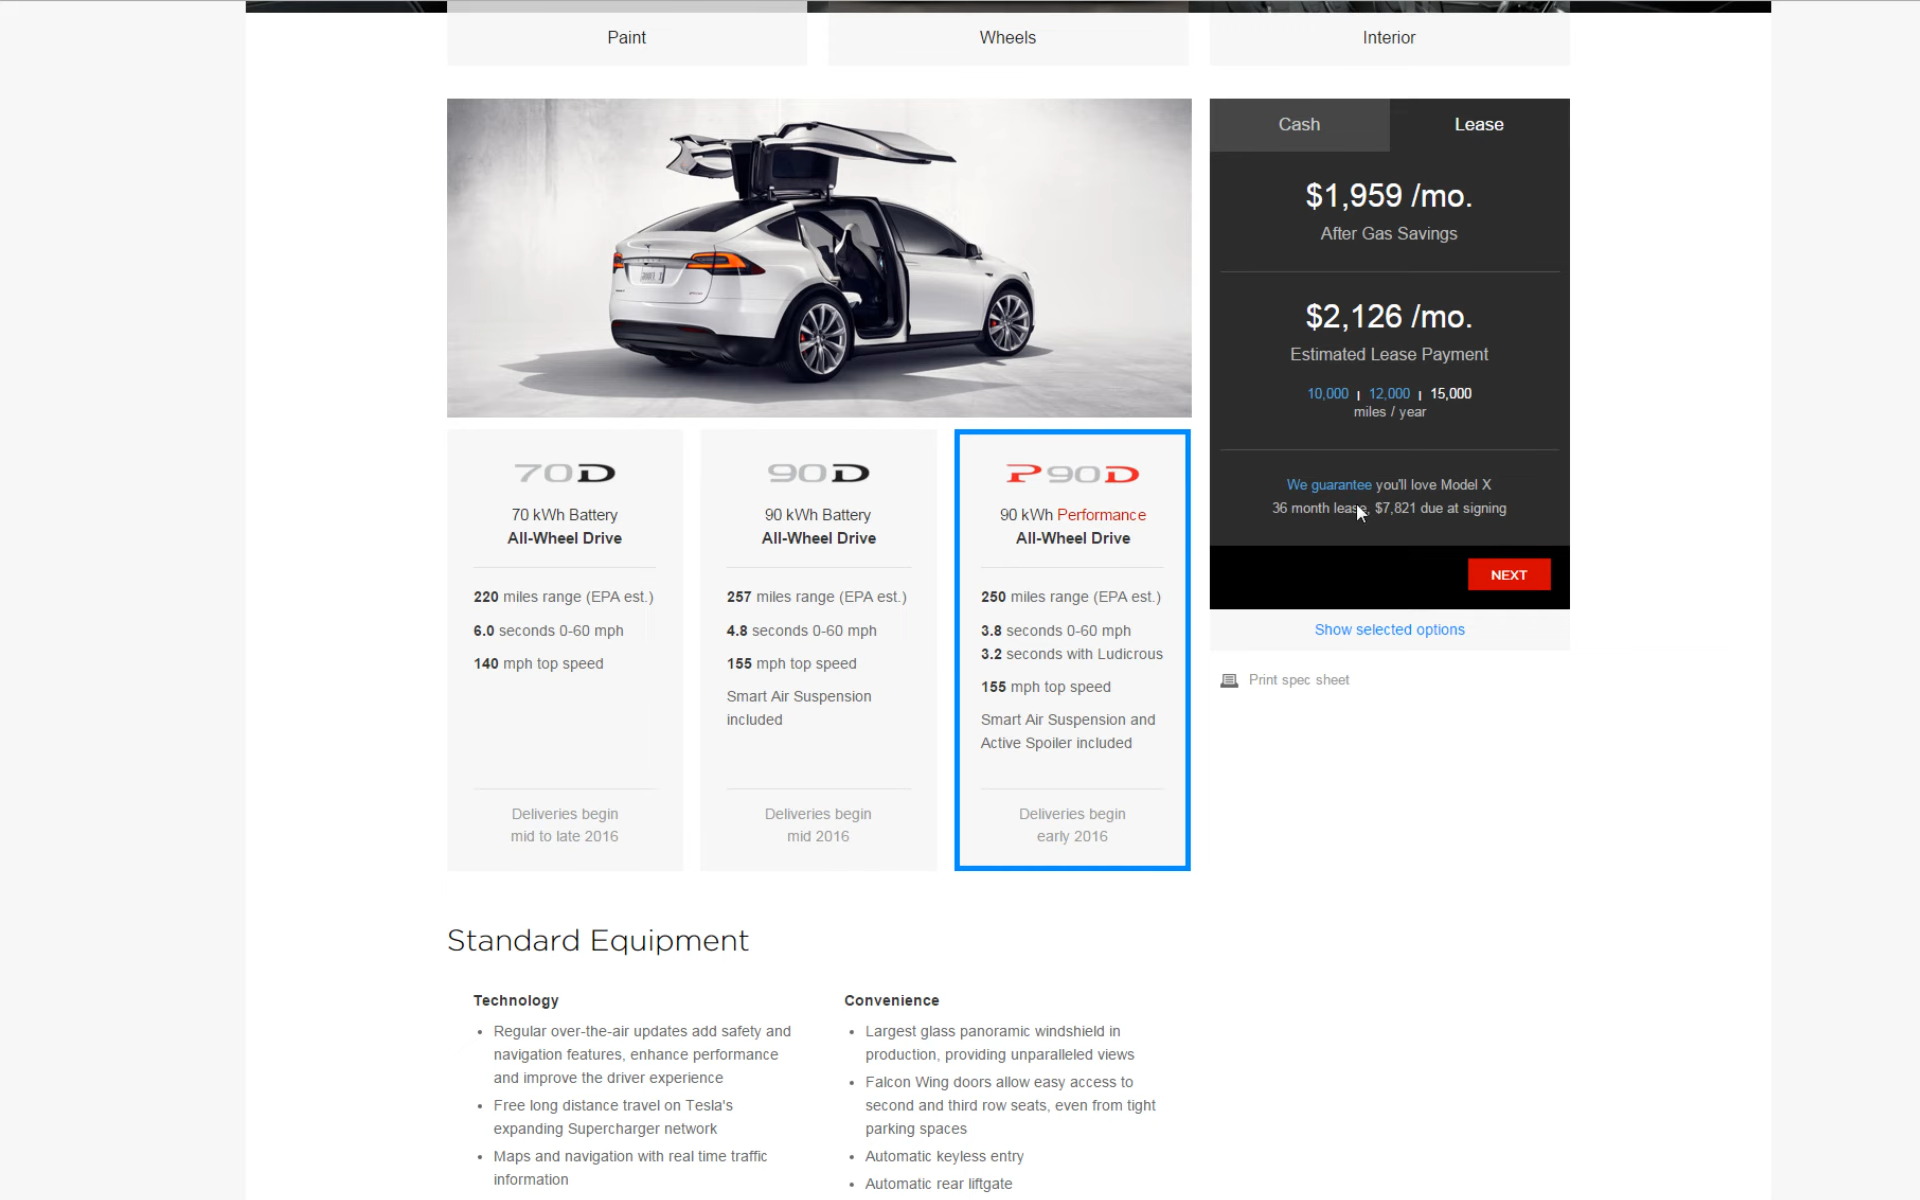 Paint
Wheels
Interior
Cash
Lease
$1,959 /mo.
After Gas Savings
$2,126 /mo.
Estimated Lease Payment
10,000 | 12,000 | 15,000
miles / year
We guarantee you'll love Model X
36 month lease, $7,821 due at signing
NEXT
Show selected options
Print spec sheet
70D
70 kWh Battery
All-Wheel Drive
220 miles range (EPA est.)
6.0 seconds 0-60 mph
140 mph top speed
Deliveries begin
mid to late 2016
90D
90 kWh Battery
All-Wheel Drive
257 miles range (EPA est.)
4.8 seconds 0-60 mph
155 mph top speed
Smart Air Suspension
included
Deliveries begin
mid 2016
P90D
90 kWh Performance
All-Wheel Drive
250 miles range (EPA est.)
3.8 seconds 0-60 mph
3.2 seconds with Ludicrous
155 mph top speed
Smart Air Suspension and
Active Spoiler included
Deliveries begin
early 2016
Standard Equipment
Technology
• Regular over-the-air updates add safety and
navigation features, enhance performance
and improve the driver experience
• Free long distance travel on Tesla's
expanding Supercharger network
• Maps and navigation with real time traffic
information
Convenience
• Largest glass panoramic windshield in
production, providing unparalleled views
• Falcon Wing doors allow easy access to
second and third row seats, even from tight
parking spaces
• Automatic keyless entry
• Automatic rear liftgate